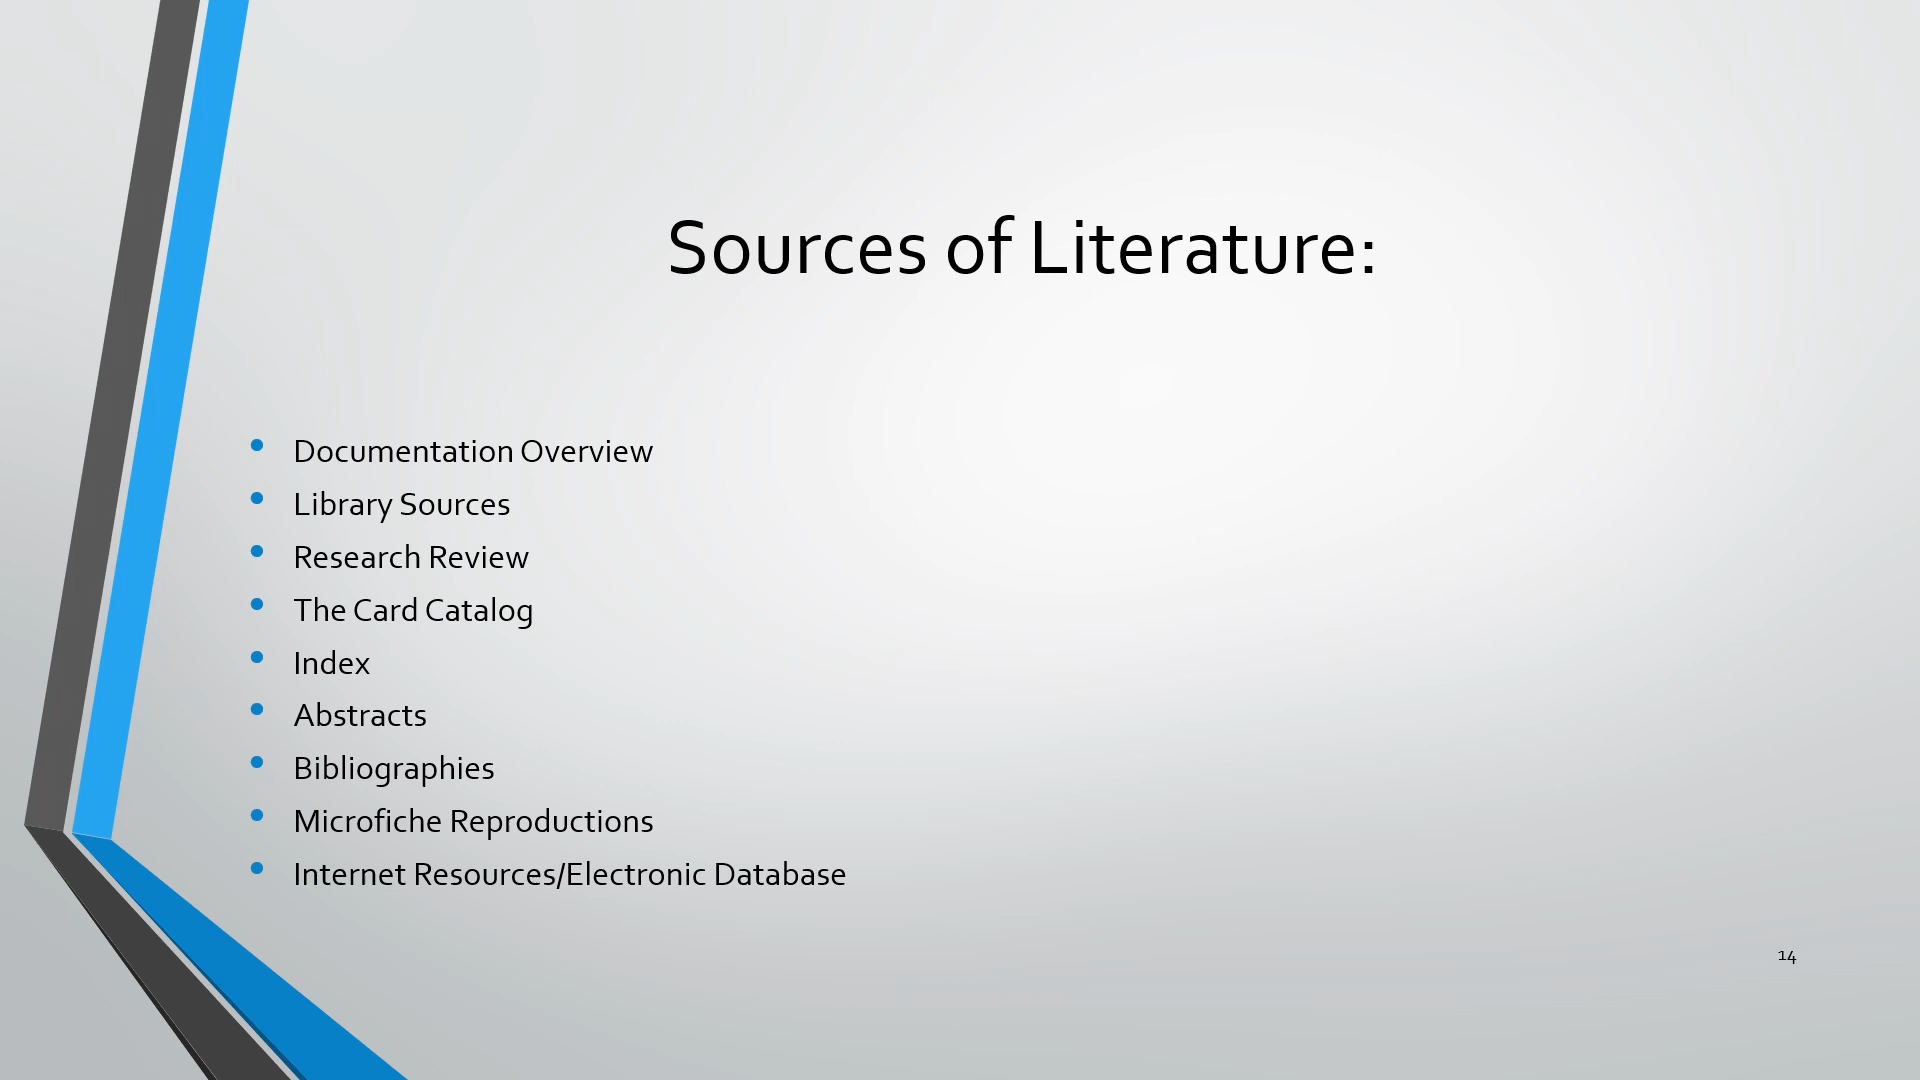 Sources of Literature:
• Documentation Overview
• Library Sources
• Research Review
• The Card Catalog
• Index
• Abstracts
• Bibliographies
• Microfiche Reproductions
• Internet Resources/Electronic Database
14